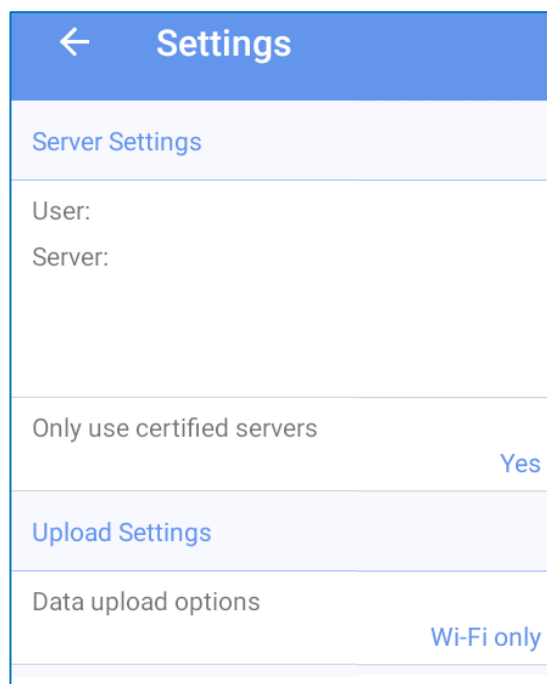 Settings
Server Settings
User:
Server:
Only use certified servers
Yes
Upload Settings
Data upload options
Wi-Fi only